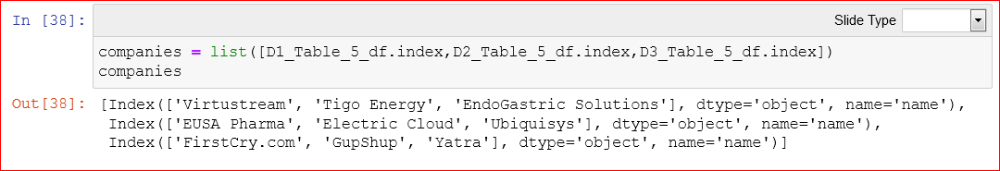 In [38]:
Slide Type
companies = list([D1_Table_5_df.index,D2_Table_5_df.index,D3_Table_5_df.index])
companies
Out[38]: [Index(['Virtustream', 'Tigo Energy', 'EndoGastric Solutions'], dtype='object', name='name'),
Index(['EUSA Pharma', 'Electric Cloud', 'Ubiquisys'], dtype='object', name='name'),
Index(['FirstCry.com', 'GupShup', 'Yatra'], dtype='object', name='name')]